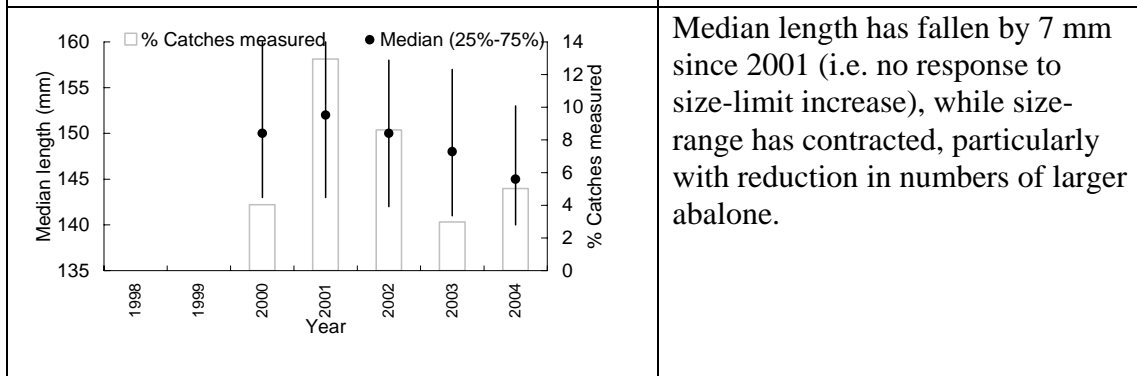 % Catches measured
Median (25%-75%)
160
155
150
145
140
135
Median length (mm)
14
12
10
8
6
4
2
0
% Catches measured
1998
1999
2000
2001
2002
2003
2004
Year
Median length has fallen by 7 mm
since 2001 (i.e. no response to
size-limit increase), while size-
range has contracted, particularly
with reduction in numbers of larger
abalone.